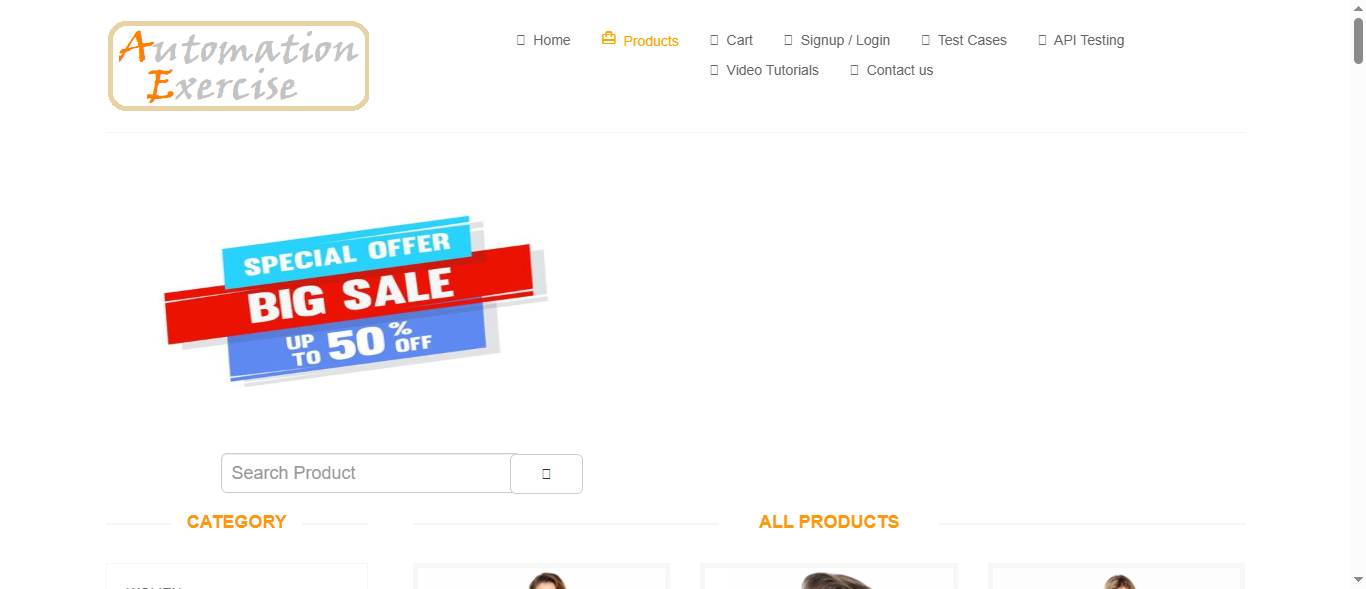 Automation
Exercise
Home
Products
Cart
Signup / Login
Test Cases
API Testing
Video Tutorials
Contact us
SPECIAL OFFER
BIG SALE
UP TO 50% OFF
Search Product
CATEGORY
ALL PRODUCTS